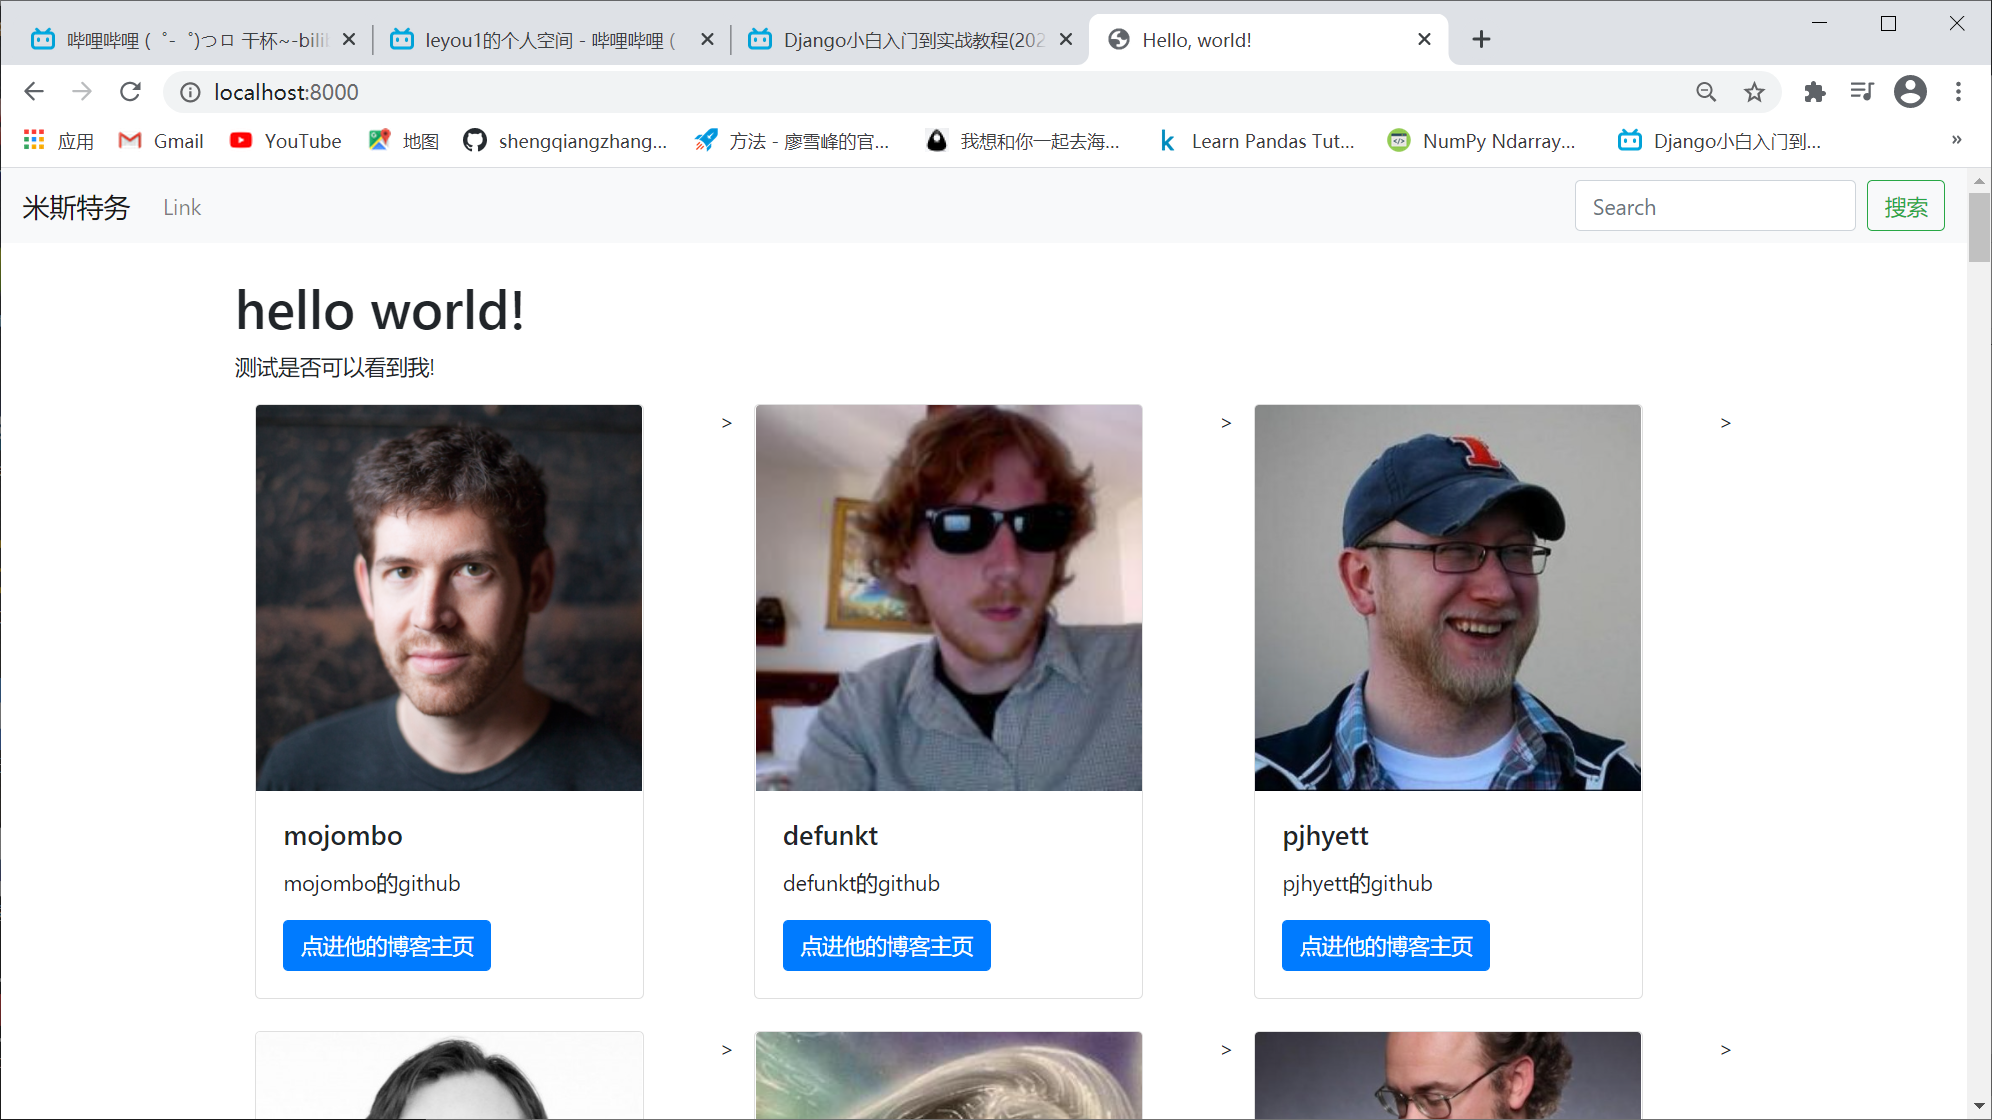 哔哩哔哩 (゜-゜)つロ 干杯~-bili
leyou1的个人空间 - 哔哩哔哩 (
Django小白入门到实战教程(202
Hello, world!
localhost:8000
应用
Gmail
YouTube
地图
shengqiangzhang...
方法 - 廖雪峰的官...
我想和你一起去海...
Learn Pandas Tut...
NumPy Ndarray...
Django小白入门到...
»
米斯特务
Link
Search
搜索
hello world!
测试是否可以看到我!
>
>
>
mojombo
defunkt
pjhyett
mojombo的github
defunkt的github
pjhyett的github
点进他的博客主页
点进他的博客主页
点进他的博客主页
>
>
>